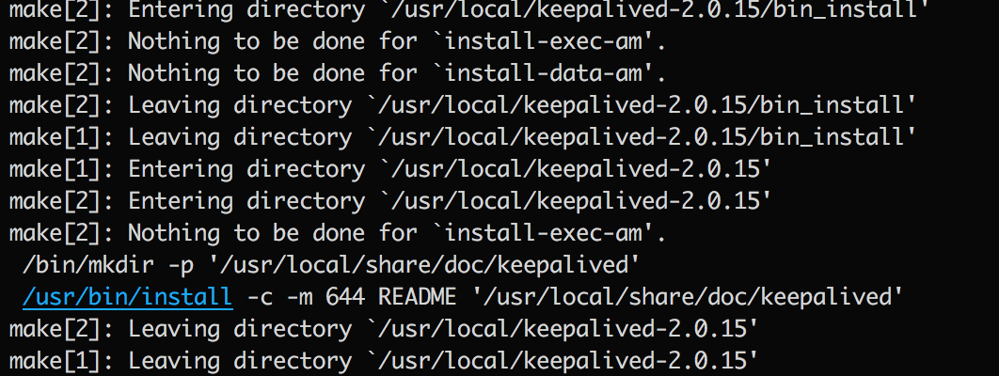 make[2]: Entering directory `/usr/local/keepalived-2.0.15/bin_install'
make[2]: Nothing to be done for `install-exec-am'.
make[2]: Nothing to be done for `install-data-am'.
make[2]: Leaving directory `/usr/local/keepalived-2.0.15/bin_install'
make[1]: Leaving directory `/usr/local/keepalived-2.0.15/bin_install'
make[1]: Entering directory `/usr/local/keepalived-2.0.15'
make[2]: Entering directory `/usr/local/keepalived-2.0.15'
make[2]: Nothing to be done for `install-exec-am'.
 /bin/mkdir -p '/usr/local/share/doc/keepalived'
 /usr/bin/install -c -m 644 README '/usr/local/share/doc/keepalived'
make[2]: Leaving directory `/usr/local/keepalived-2.0.15'
make[1]: Leaving directory `/usr/local/keepalived-2.0.15'